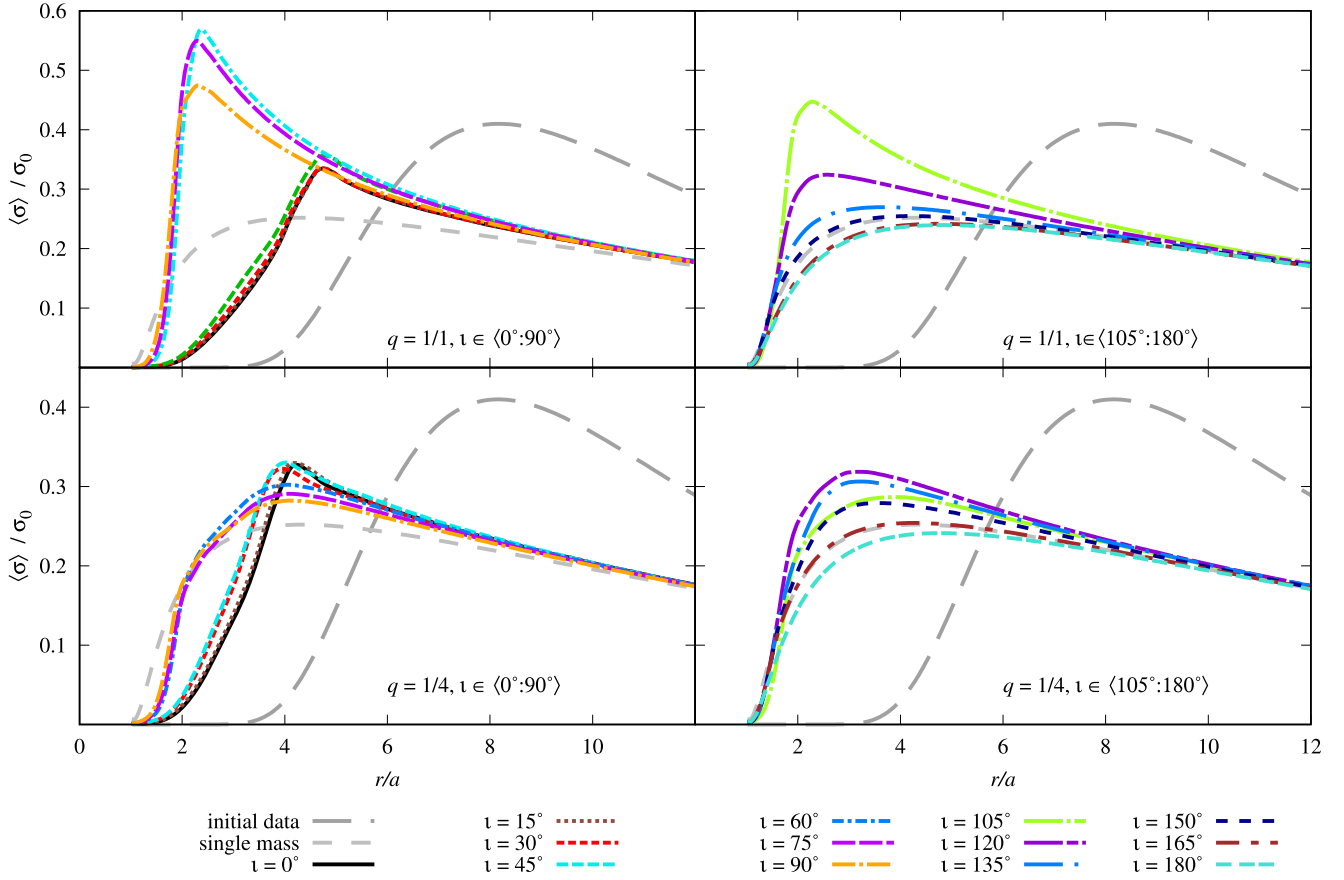 0.6
0.5
0.4
0.3
0.2
0.1
⟨σ⟩ / σ₀
q = 1/1, ι ∈ ⟨0°:90°⟩
q = 1/1, ι∈⟨105°:180°⟩
0.4
0.3
0.2
0.1
⟨σ⟩ / σ₀
q = 1/4, ι ∈ ⟨0°:90°⟩
q = 1/4, ι ∈ ⟨105°:180°⟩
0 2 4 6 8 10 2 4 6 8 10 12
r/a r/a
initial data ι = 15° ι = 60° ι = 105° ι = 150°
single mass ι = 30° ι = 75° ι = 120° ι = 165°
ι = 0° ι = 45° ι = 90° ι = 135° ι = 180°